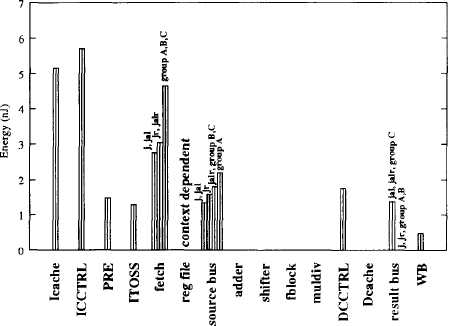 7
6
5
4
3
2
1
0
Energy (nJ)
j, jal
jr, jalr
group A,B,C
context dependent
j, jal
jr
jalr, group B,C
group A
jal, jalr, group C
j, jr, group A,B
Icache
ICCTRL
PRE
ITOSS
fetch
reg file
source bus
adder
shifter
fblock
muldiv
DCCTRL
Dcache
result bus
WB